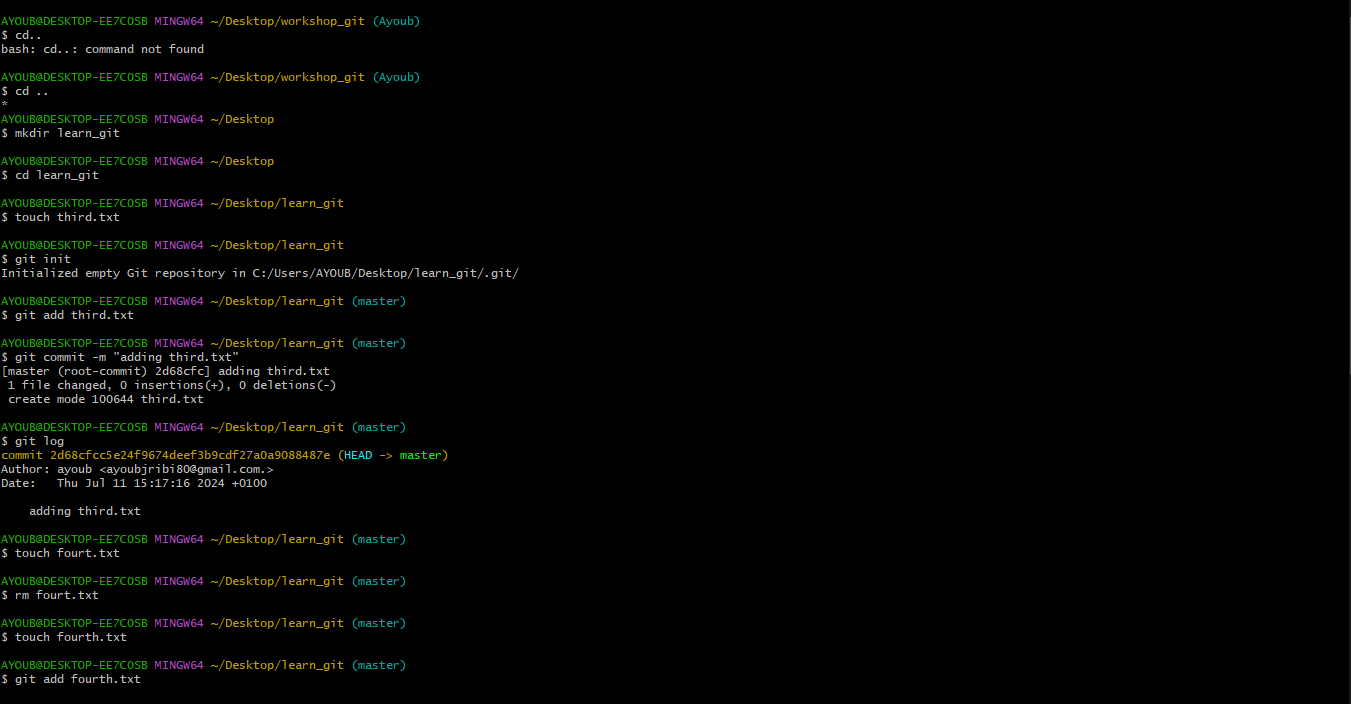 AYOUB@DESKTOP-EE7COSB MINGW64 ~/Desktop/workshop_git (Ayoub)
$ cd..
bash: cd..: command not found
AYOUB@DESKTOP-EE7COSB MINGW64 ~/Desktop/workshop_git (Ayoub)
$ cd ..
*
AYOUB@DESKTOP-EE7COSB MINGW64 ~/Desktop
$ mkdir learn_git
AYOUB@DESKTOP-EE7COSB MINGW64 ~/Desktop
$ cd learn_git
AYOUB@DESKTOP-EE7COSB MINGW64 ~/Desktop/learn_git
$ touch third.txt
AYOUB@DESKTOP-EE7COSB MINGW64 ~/Desktop/learn_git
$ git init
Initialized empty Git repository in C:/Users/AYOUB/Desktop/learn_git/.git/
AYOUB@DESKTOP-EE7COSB MINGW64 ~/Desktop/learn_git (master)
$ git add third.txt
AYOUB@DESKTOP-EE7COSB MINGW64 ~/Desktop/learn_git (master)
$ git commit -m "adding third.txt"
[master (root-commit) 2d68cfc] adding third.txt
 1 file changed, 0 insertions(+), 0 deletions(-)
 create mode 100644 third.txt
AYOUB@DESKTOP-EE7COSB MINGW64 ~/Desktop/learn_git (master)
$ git log
commit 2d68cfcc5e24f9674deef3b9cdf27a0a9088487e (HEAD -> master)
Author: ayoub <ayoubjribi80@gmail.com.>
Date:   Thu Jul 11 15:17:16 2024 +0100
    adding third.txt
AYOUB@DESKTOP-EE7COSB MINGW64 ~/Desktop/learn_git (master)
$ touch fourt.txt
AYOUB@DESKTOP-EE7COSB MINGW64 ~/Desktop/learn_git (master)
$ rm fourt.txt
AYOUB@DESKTOP-EE7COSB MINGW64 ~/Desktop/learn_git (master)
$ touch fourth.txt
AYOUB@DESKTOP-EE7COSB MINGW64 ~/Desktop/learn_git (master)
$ git add fourth.txt